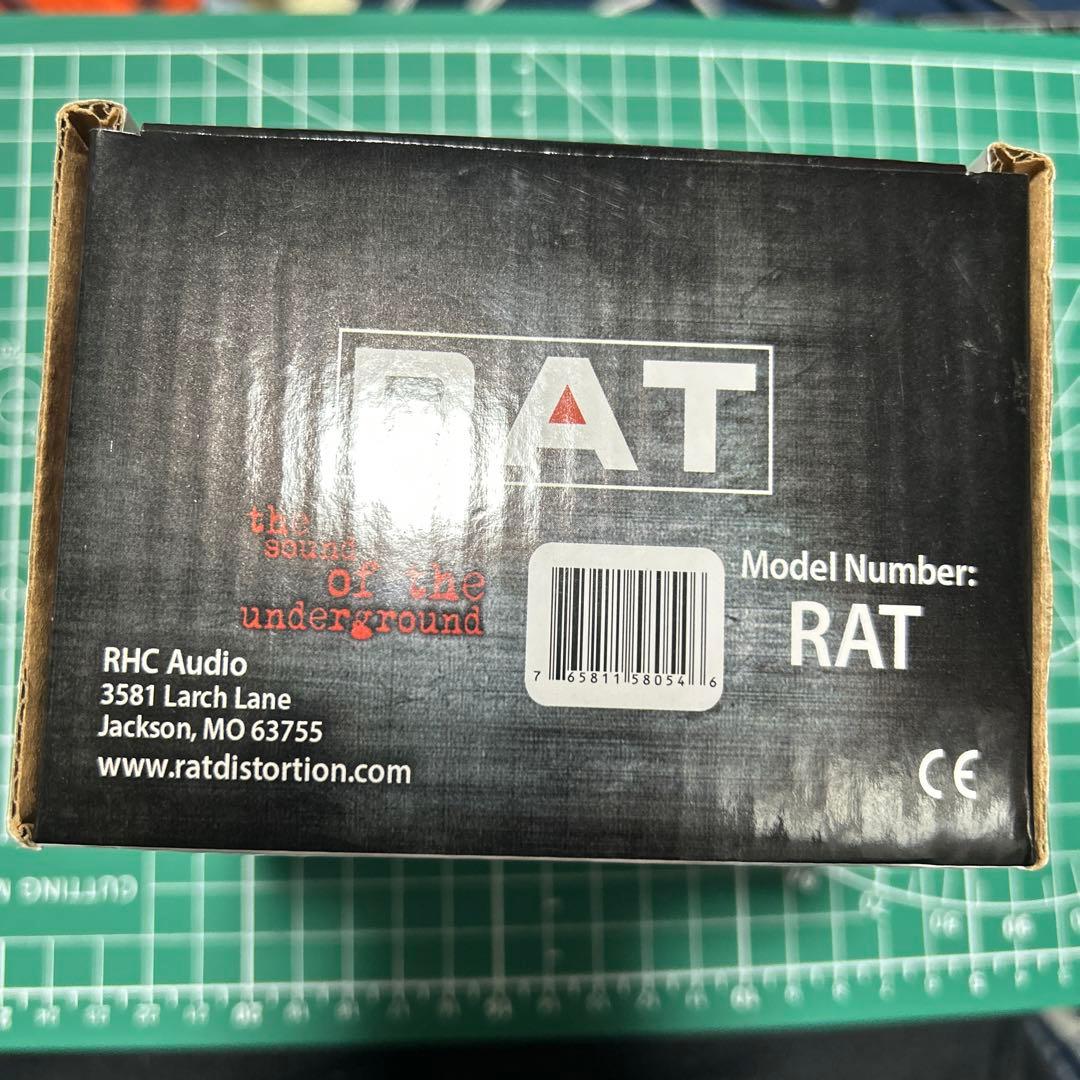 RAT
the
sound
of the
underground
Model Number:
RAT
7 65811 58054 6
RHC Audio
3581 Larch Lane
Jackson, MO 63755
www.ratdistortion.com
CE
CUTTING